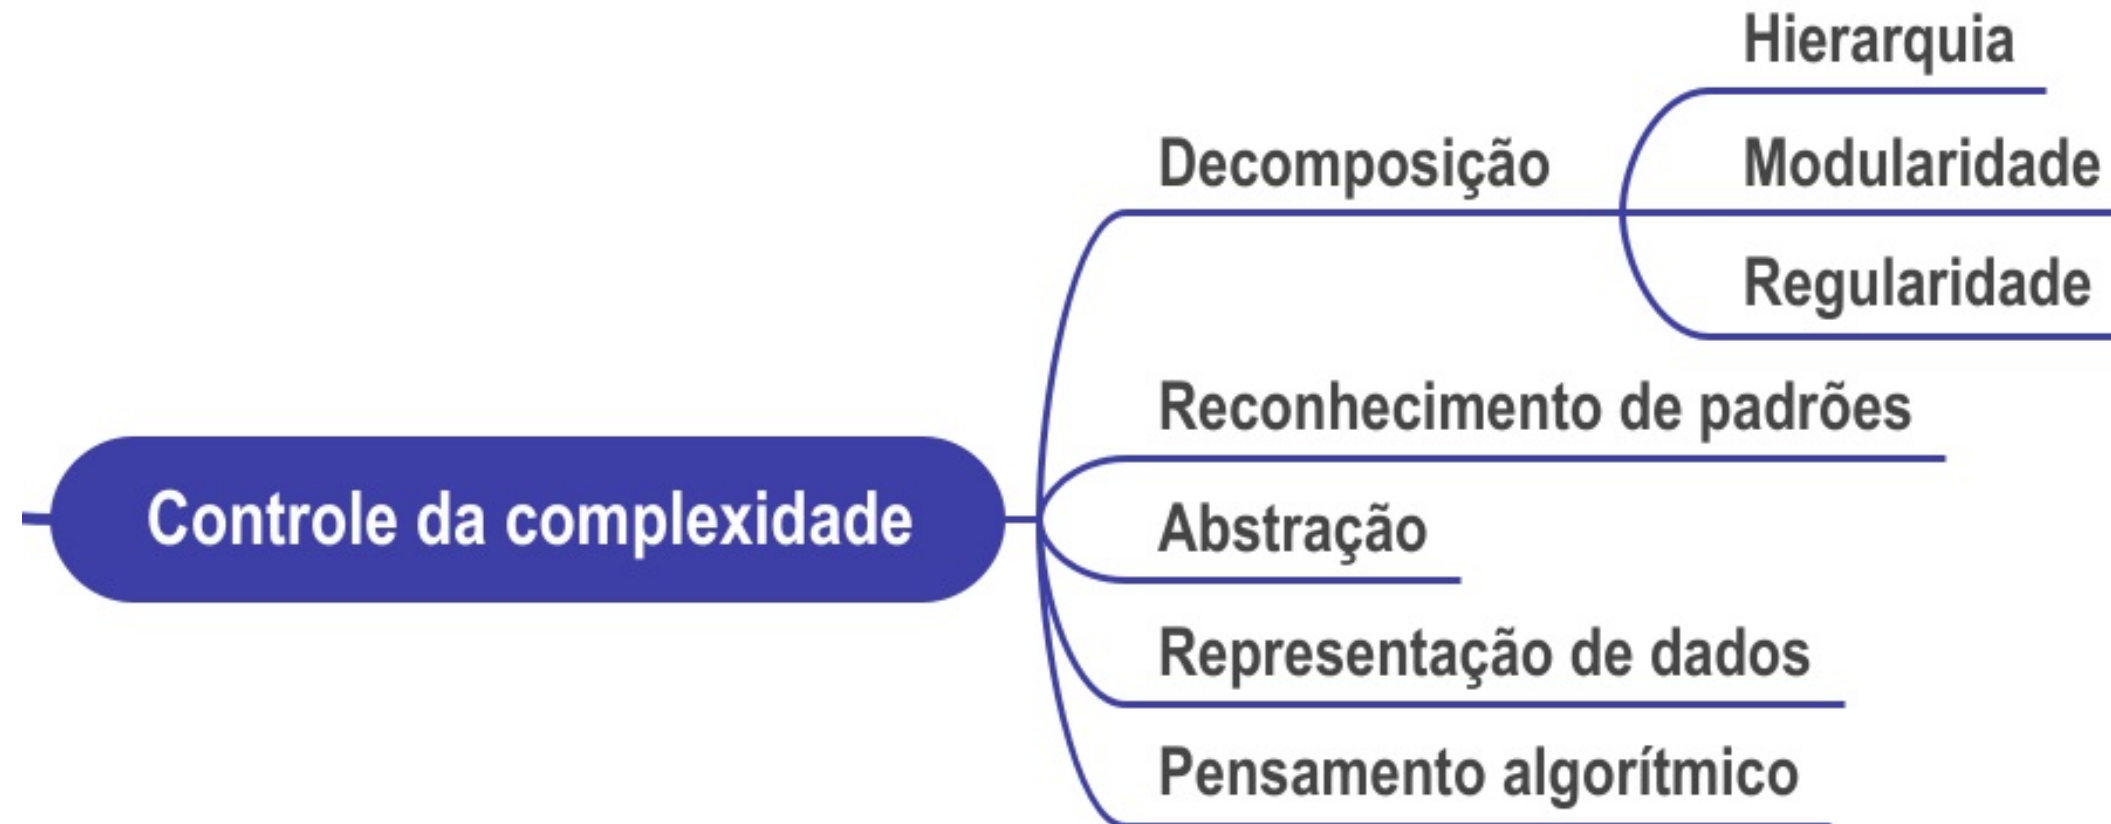 Hierarquia
Decomposição
Modularidade
Regularidade
Reconhecimento de padrões
Controle da complexidade
Abstração
Representação de dados
Pensamento algorítmico